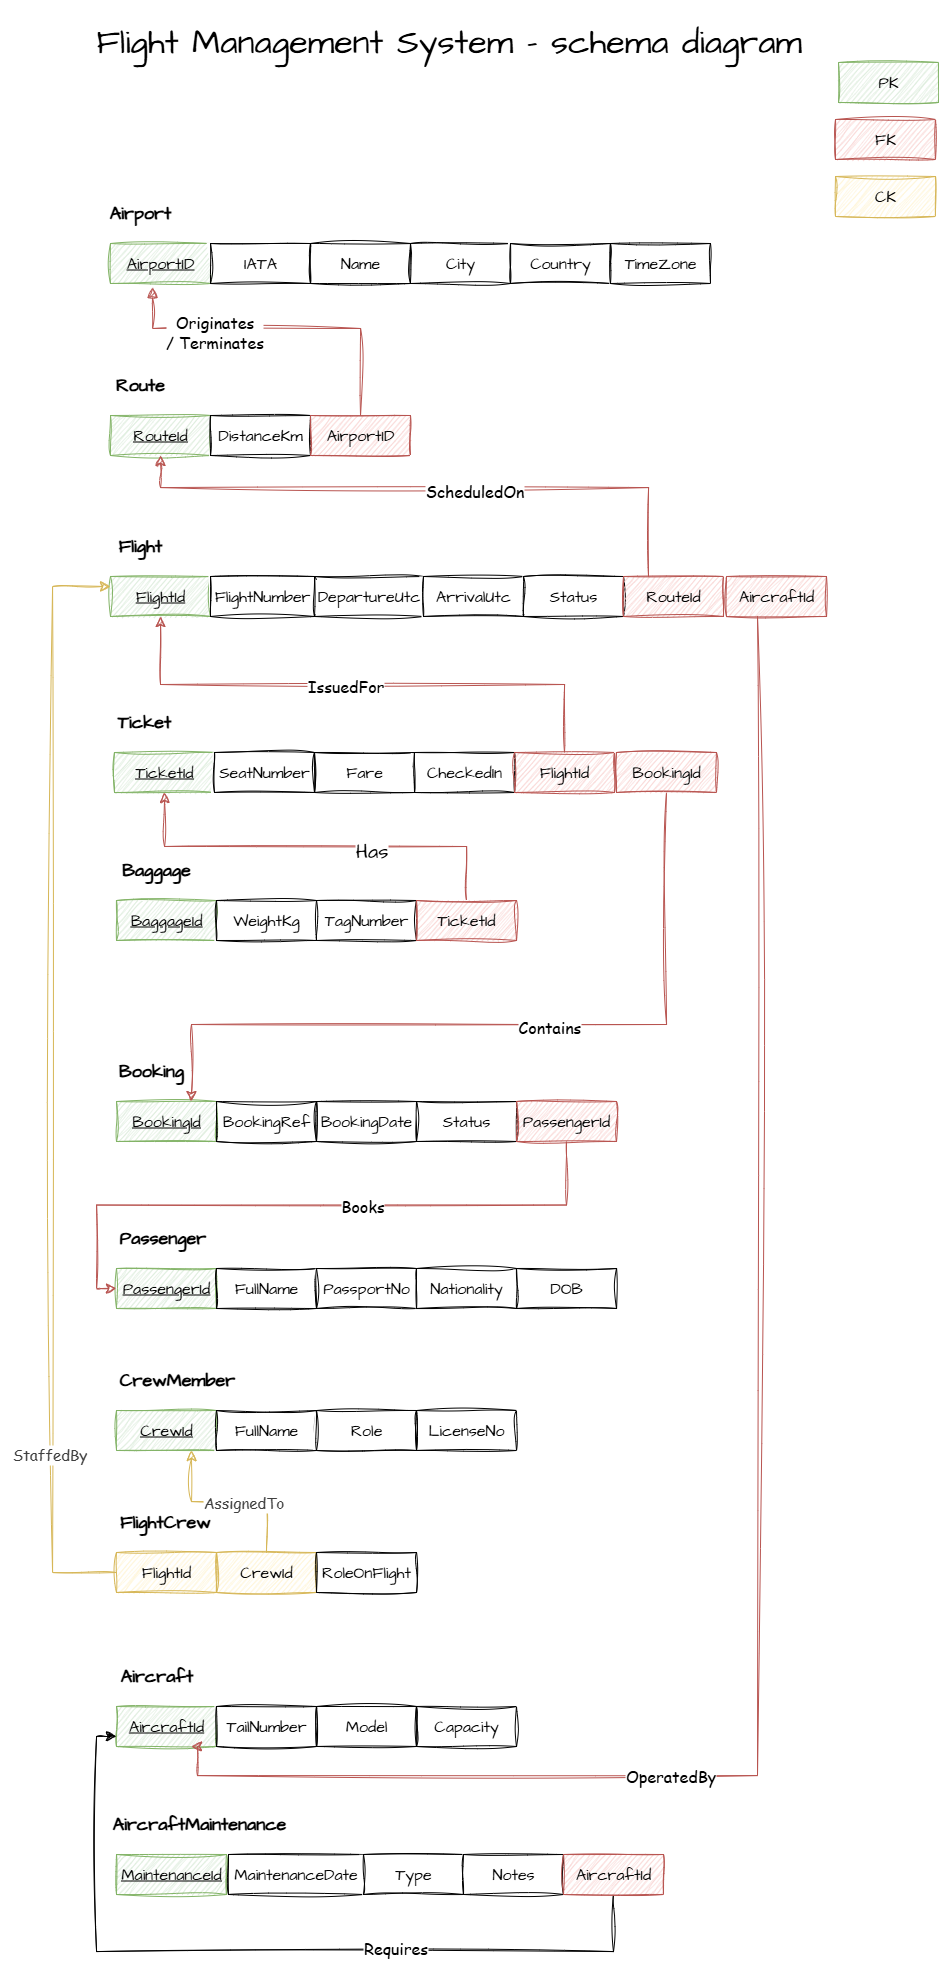 Flight Management System - schema diagram
PK
FK
CK
Airport
AirportID IATA Name City Country TimeZone
Originates
/ Terminates
Route
RouteId DistanceKm AirportID
ScheduledOn
Flight
FlightId FlightNumber DepartureUtc ArrivalUtc Status RouteId AircraftId
IssuedFor
Ticket
TicketId SeatNumber Fare CheckedIn FlightId BookingId
Has
Baggage
BaggageId WeightKg TagNumber TicketId
Contains
Booking
BookingId BookingRef BookingDate Status PassengerId
Books
Passenger
PassengerId FullName PassportNo Nationality DOB
CrewMember
CrewId FullName Role LicenseNo
StaffedBy
AssignedTo
FlightCrew
FlightId CrewId RoleOnFlight
Aircraft
AircraftId TailNumber Model Capacity
OperatedBy
AircraftMaintenance
MaintenanceId MaintenanceDate Type Notes AircraftId
Requires